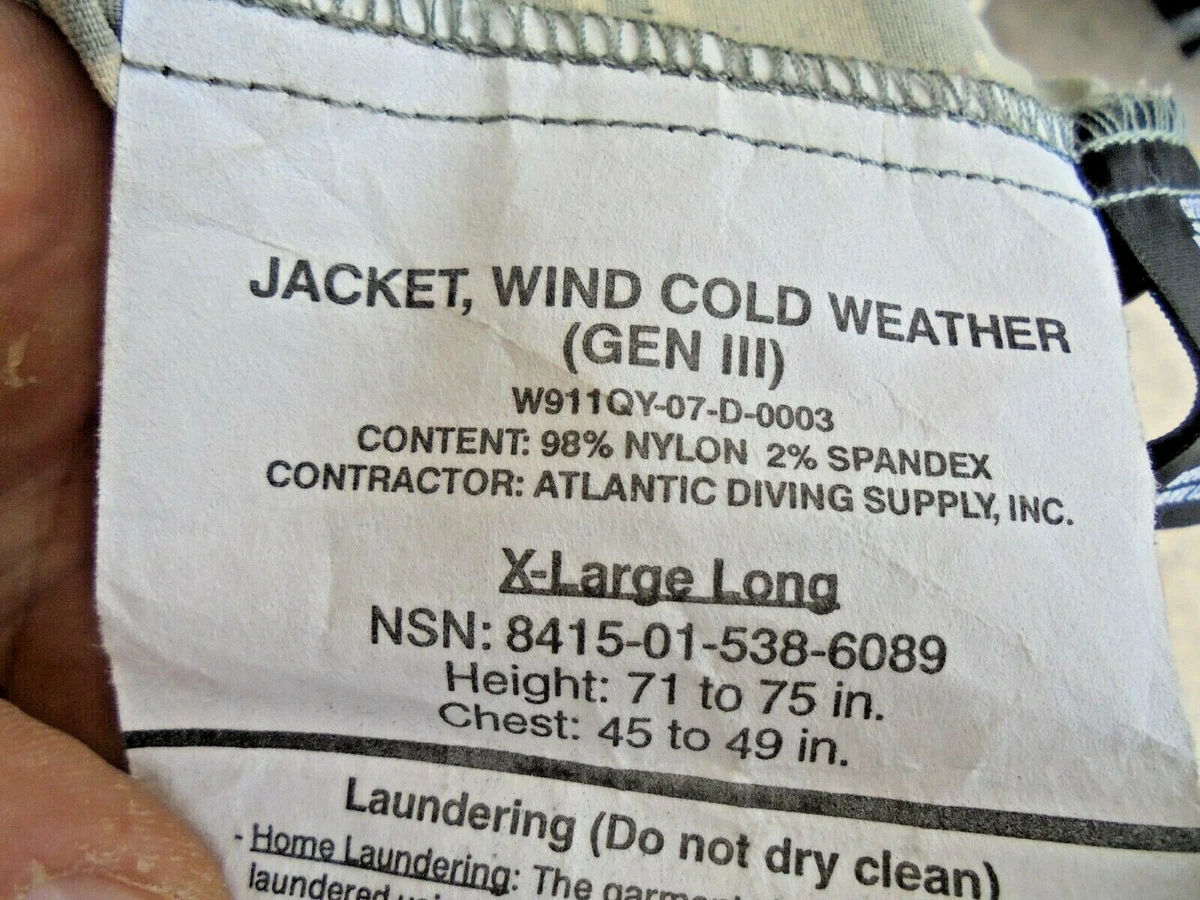 JACKET, WIND COLD WEATHER
(GEN III)
W911QY-07-D-0003
CONTENT: 98% NYLON 2% SPANDEX
CONTRACTOR: ATLANTIC DIVING SUPPLY, INC.
X-Large Long
NSN: 8415-01-538-6089
Height: 71 to 75 in.
Chest: 45 to 49 in.
Laundering (Do not dry clean)
- Home Laundering: The
laundered